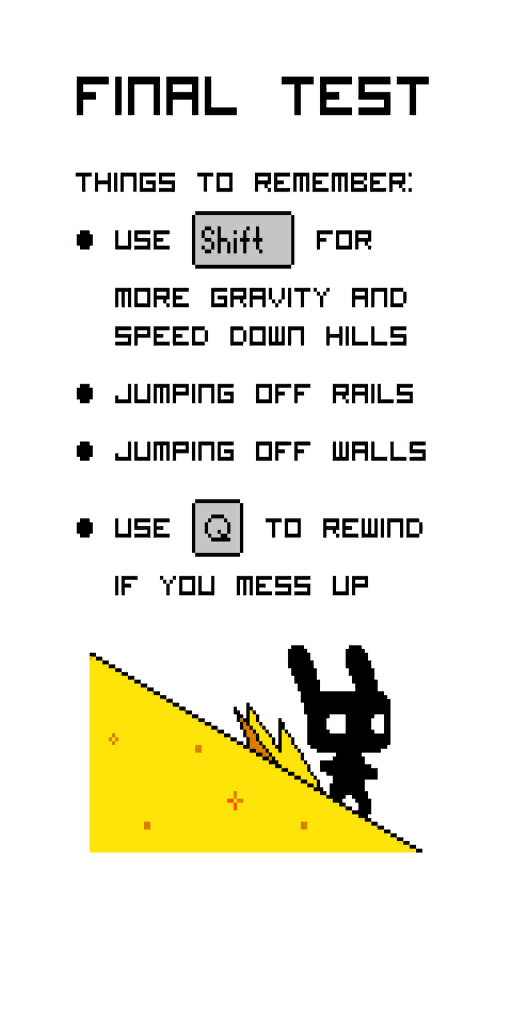 FINAL TEST
THINGS TO REMEMBER:
● USE Shift FOR
MORE GRAVITY AND
SPEED DOWN HILLS
● JUMPING OFF RAILS
● JUMPING OFF WALLS
● USE Q TO REWIND
IF YOU MESS UP